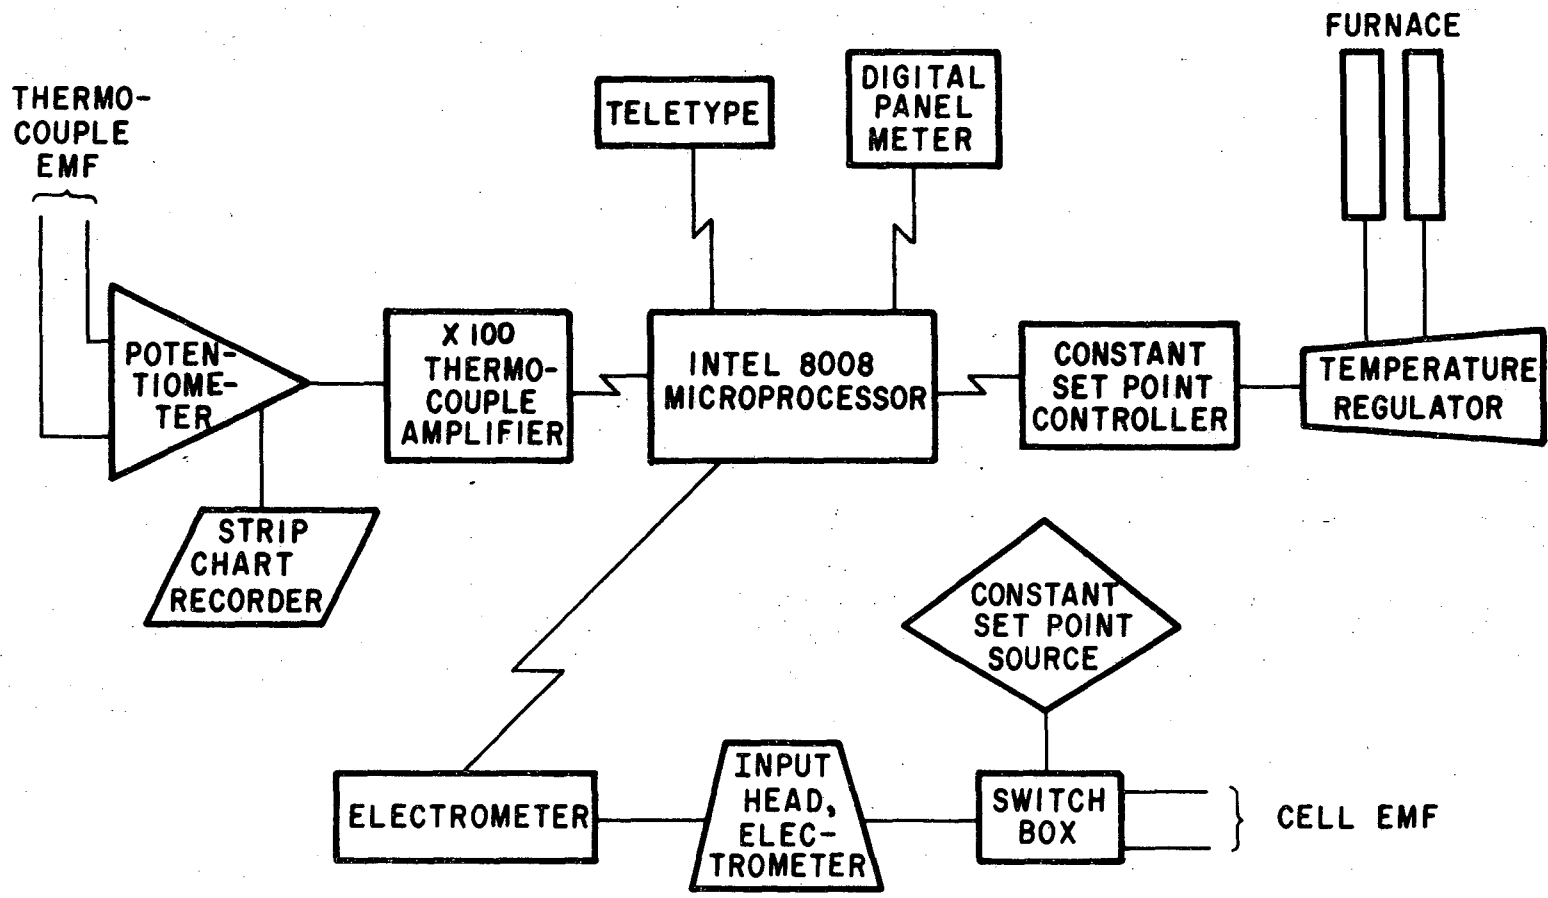 FURNACE
THERMO-
COUPLE
EMF
TELETYPE
DIGITAL
PANEL
METER
POTEN-
TIOME-
TER
X 100
THERMO-
COUPLE
AMPLIFIER
INTEL 8008
MICROPROCESSOR
CONSTANT
SET POINT
CONTROLLER
TEMPERATURE
REGULATOR
STRIP
CHART
RECORDER
CONSTANT
SET POINT
SOURCE
ELECTROMETER
INPUT
HEAD,
ELEC-
TROMETER
SWITCH
BOX
CELL EMF